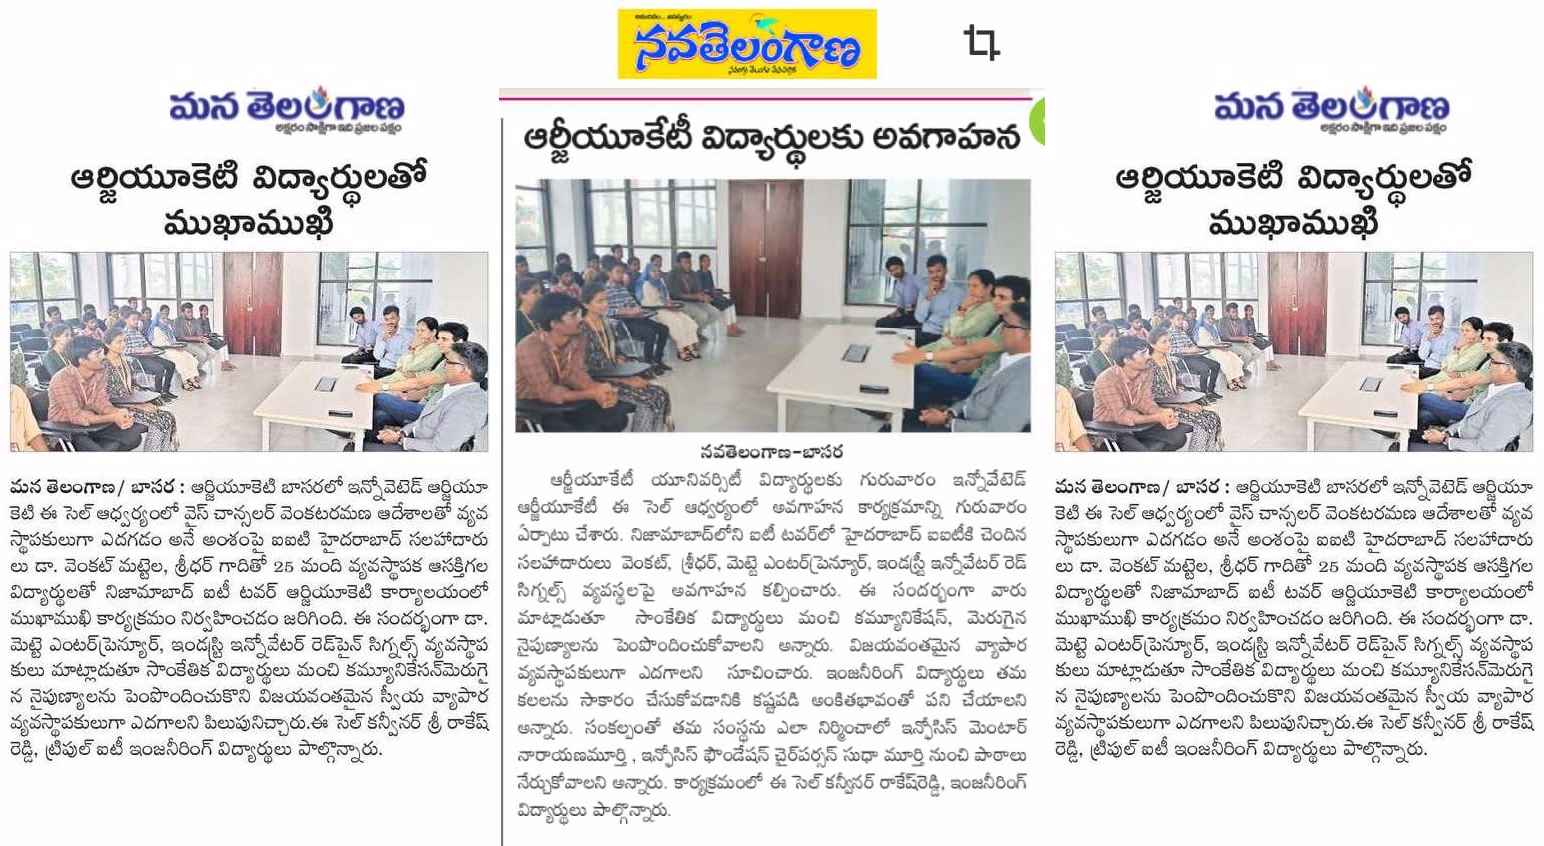 మన తెలంగాణ
అక్షరం సాక్షిగా ఇది ప్రజల పక్షం
ఆర్జియూకెటి విద్యార్థులతో
ముఖాముఖి
మన తెలంగాణ/ బాసర : ఆర్జియూకెటి బాసరలో ఇన్నోవెటెడ్ ఆర్జియూ
కెటి ఈ సెల్ ఆధ్వర్యంలో వైస్ చాన్సలర్ వెంకటరమణ ఆదేశాలతో వ్యవ
స్థాపకులుగా ఎదగడం అనే అంశంపై ఐఐటి హైదరాబాద్ సలహాదారు
లు డా. వెంకట్ మట్టెల, శ్రీధర్ గాదితో 25 మంది వ్యవస్థాపక ఆసక్తిగల
విద్యార్థులతో నిజామాబాద్ ఐటీ టవర్ ఆర్జియూకెటి కార్యాలయంలో
ముఖాముఖి కార్యక్రమం నిర్వహించడం జరిగింది. ఈ సందర్భంగా డా.
మెట్టె ఎంటర్‌ప్రెన్యూర్, ఇండస్ట్రి ఇన్నోవేటర్ రెడ్‌పైన్ సిగ్నల్స్ వ్యవస్థాప
కులు మాట్లాడుతూ సాంకేతిక విద్యార్థులు మంచి కమ్యూనికేసన్‌మెరుగై
న నైపుణ్యాలను పెంపొందించుకొని విజయవంతమైన స్వీయ వ్యాపార
వ్యవస్థాపకులుగా ఎదగాలని పిలుపునిచ్చారు.ఈ సెల్ కన్వీనర్ శ్రీ రాకేష్
రెడ్డి, ట్రిపుల్ ఐటీ ఇంజనీరింగ్ విద్యార్థులు పాల్గొన్నారు.
నవతెలంగాణ
ఆర్జీయూకేటీ విద్యార్థులకు అవగాహన
నవతెలంగాణ-బాసర
ఆర్జీయూకేటీ యూనివర్సిటీ విద్యార్థులకు గురువారం ఇన్నోవేటెడ్
ఆర్జీయూకేటీ ఈ సెల్ ఆధ్వర్యంలో అవగాహన కార్యక్రమాన్ని గురువారం
ఏర్పాటు చేశారు. నిజామాబాద్‌లోని ఐటీ టవర్‌లో హైదరాబాద్ ఐఐటీకి చెందిన
సలహాదారులు వెంకట్, శ్రీధర్, మెట్టె ఎంటర్‌ప్రెన్యూర్, ఇండస్ట్రీ ఇన్నోవేటర్ రెడ్
సిగ్నల్స్ వ్యవస్థలపై అవగాహన కల్పించారు. ఈ సందర్భంగా వారు
మాట్లాడుతూ సాంకేతిక విద్యార్థులు మంచి కమ్యూనికేషన్, మెరుగైన
నైపుణ్యాలను పెంపొందించుకోవాలని అన్నారు. విజయవంతమైన వ్యాపార
వ్యవస్థాపకులుగా ఎదగాలని సూచించారు. ఇంజనీరింగ్ విద్యార్థులు తమ
కలలను సాకారం చేసుకోవడానికి కష్టపడి అంకితభావంతో పని చేయాలని
అన్నారు. సంకల్పంతో తమ సంస్థను ఎలా నిర్మించాలో ఇన్ఫోసిస్ మెంటార్
నారాయణమూర్తి , ఇన్ఫోసిస్ ఫౌండేషన్ చైర్‌పర్సన్ సుధా మూర్తి నుంచి పాఠాలు
నేర్చుకోవాలని అన్నారు. కార్యక్రమంలో ఈ సెల్ కన్వీనర్ రాకేష్‌రెడ్డి, ఇంజనీరింగ్
విద్యార్థులు పాల్గొన్నారు.
మన తెలంగాణ
అక్షరం సాక్షిగా ఇది ప్రజల పక్షం
ఆర్జియూకెటి విద్యార్థులతో
ముఖాముఖి
మన తెలంగాణ/ బాసర : ఆర్జియూకెటి బాసరలో ఇన్నోవెటెడ్ ఆర్జియూ
కెటి ఈ సెల్ ఆధ్వర్యంలో వైస్ చాన్సలర్ వెంకటరమణ ఆదేశాలతో వ్యవ
స్థాపకులుగా ఎదగడం అనే అంశంపై ఐఐటి హైదరాబాద్ సలహాదారు
లు డా. వెంకట్ మట్టెల, శ్రీధర్ గాదితో 25 మంది వ్యవస్థాపక ఆసక్తిగల
విద్యార్థులతో నిజామాబాద్ ఐటీ టవర్ ఆర్జియూకెటి కార్యాలయంలో
ముఖాముఖి కార్యక్రమం నిర్వహించడం జరిగింది. ఈ సందర్భంగా డా.
మెట్టె ఎంటర్‌ప్రెన్యూర్, ఇండస్ట్రి ఇన్నోవేటర్ రెడ్‌పైన్ సిగ్నల్స్ వ్యవస్థాప
కులు మాట్లాడుతూ సాంకేతిక విద్యార్థులు మంచి కమ్యూనికేసన్‌మెరుగై
న నైపుణ్యాలను పెంపొందించుకొని విజయవంతమైన స్వీయ వ్యాపార
వ్యవస్థాపకులుగా ఎదగాలని పిలుపునిచ్చారు.ఈ సెల్ కన్వీనర్ శ్రీ రాకేష్
రెడ్డి, ట్రిపుల్ ఐటీ ఇంజనీరింగ్ విద్యార్థులు పాల్గొన్నారు.